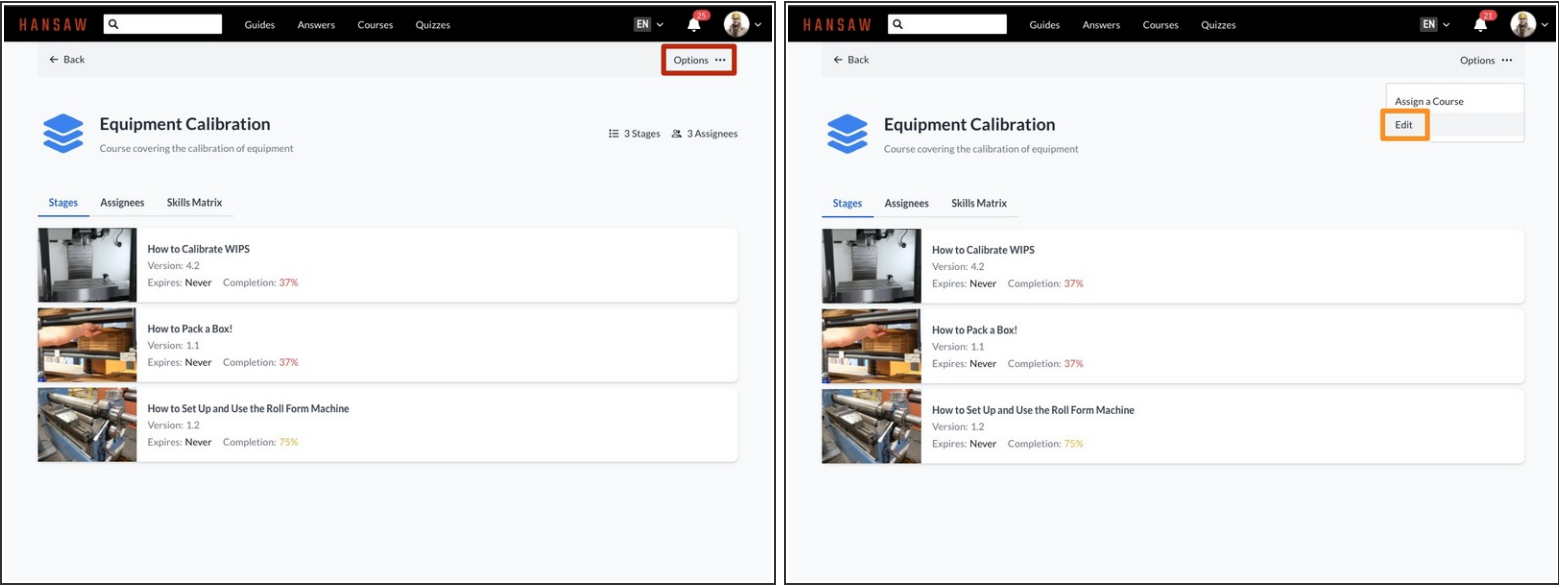 HANSAW Guides Answers Courses Quizzes EN 25
← Back Options •••
Equipment Calibration
Course covering the calibration of equipment
3 Stages 3 Assignees
Stages Assignees Skills Matrix
How to Calibrate WIPS
Version: 4.2
Expires: Never Completion: 37%
How to Pack a Box!
Version: 1.1
Expires: Never Completion: 37%
How to Set Up and Use the Roll Form Machine
Version: 1.2
Expires: Never Completion: 75%
HANSAW Guides Answers Courses Quizzes EN 21
← Back Options •••
Assign a Course
Edit
Equipment Calibration
Course covering the calibration of equipment
Stages Assignees Skills Matrix
How to Calibrate WIPS
Version: 4.2
Expires: Never Completion: 37%
How to Pack a Box!
Version: 1.1
Expires: Never Completion: 37%
How to Set Up and Use the Roll Form Machine
Version: 1.2
Expires: Never Completion: 75%